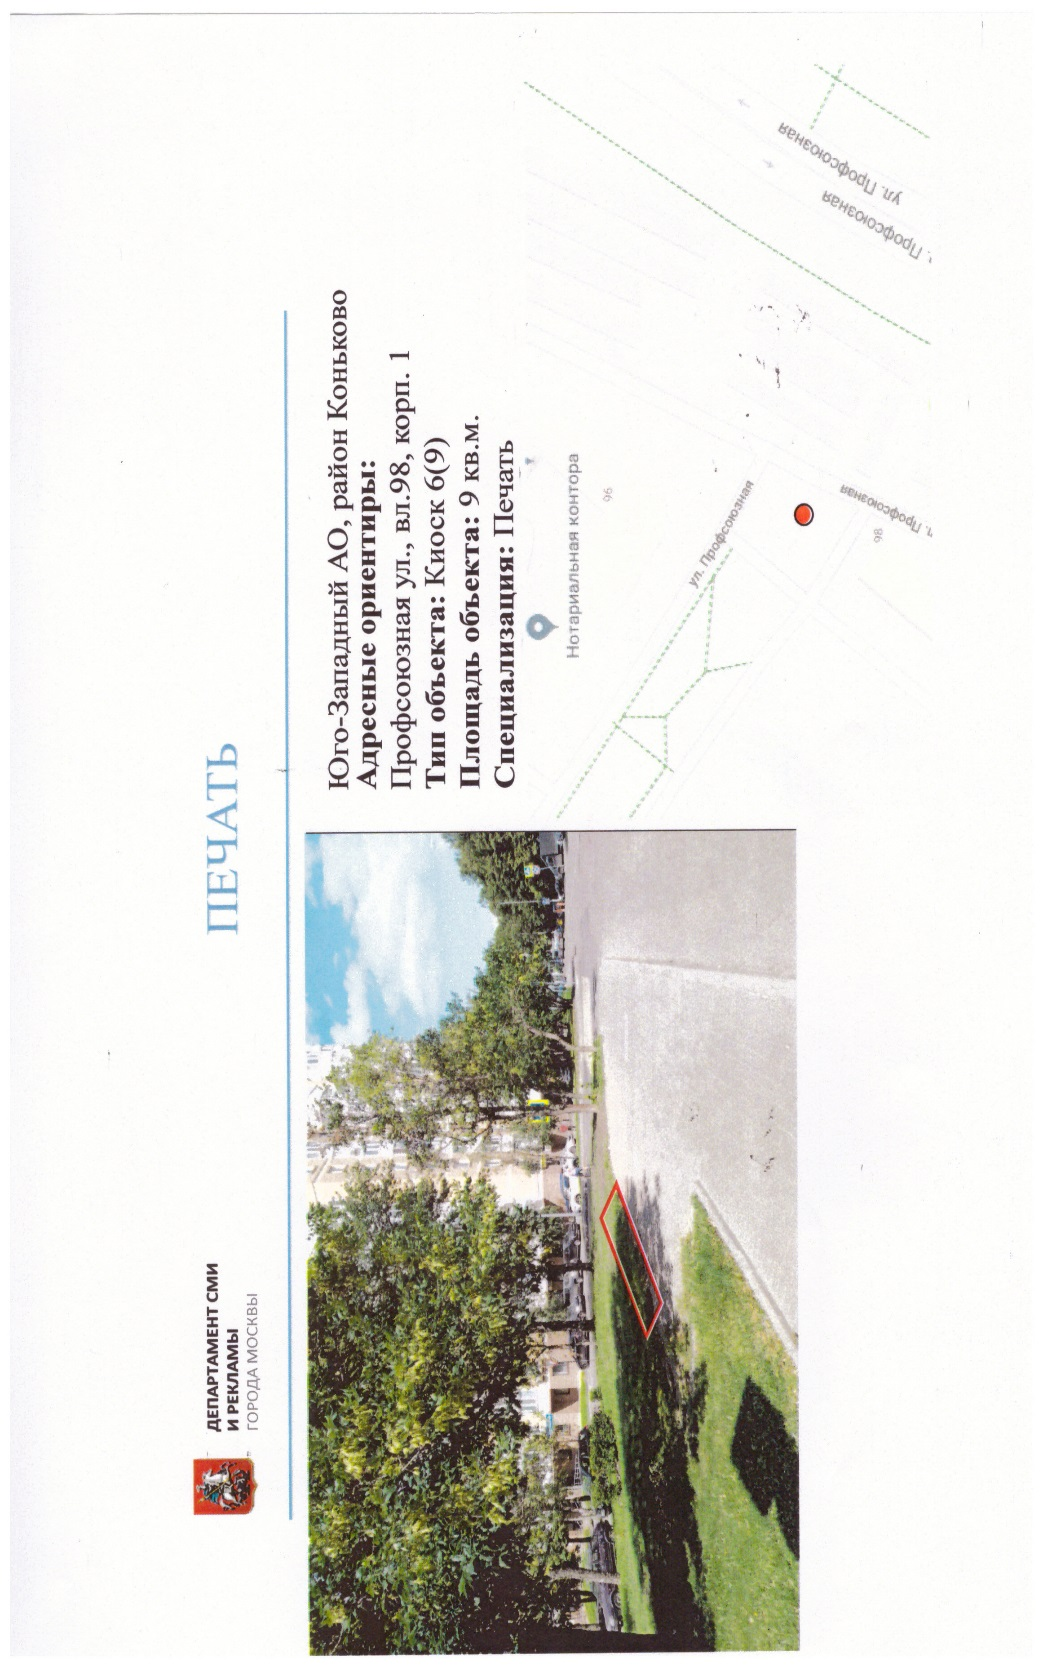 ДЕПАРТАМЕНТ СМИ
И РЕКЛАМЫ
ГОРОДА МОСКВЫ
ПЕЧАТЬ
Юго-Западный АО, район Коньково
Адресные ориентиры:
Профсоюзная ул., вл.98, корп. 1
Тип объекта: Киоск 6(9)
Площадь объекта: 9 кв.м.
Специализация: Печать
Нотариальная контора
96
ул. Профсоюзная
98
Профсоюзная
ул. Профсоюзная
Профсоюзная